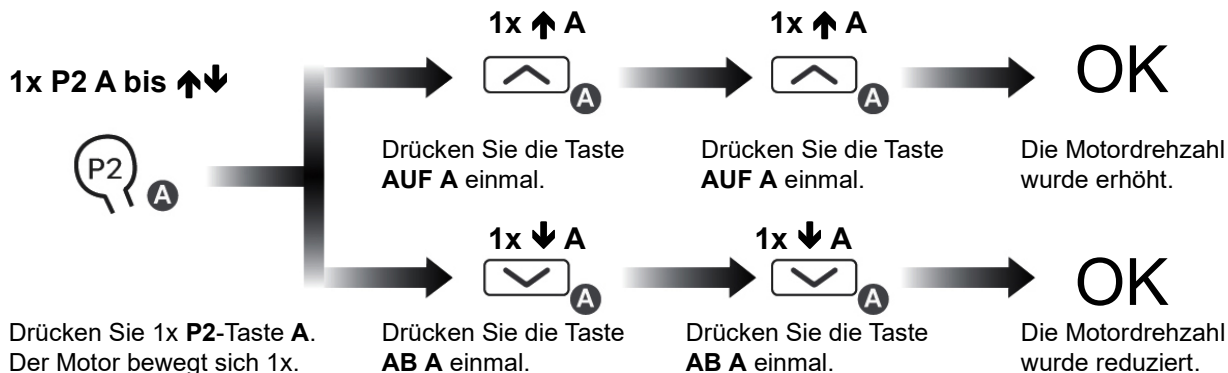 1x P2 A bis ↑↓
P2
A
Drücken Sie 1x P2-Taste A.
Der Motor bewegt sich 1x.
1x ↑ A
A
Drücken Sie die Taste
AUF A einmal.
1x ↑ A
A
Drücken Sie die Taste
AUF A einmal.
OK
Die Motordrehzahl
wurde erhöht.
1x ↓ A
A
Drücken Sie die Taste
AB A einmal.
1x ↓ A
A
Drücken Sie die Taste
AB A einmal.
OK
Die Motordrehzahl
wurde reduziert.